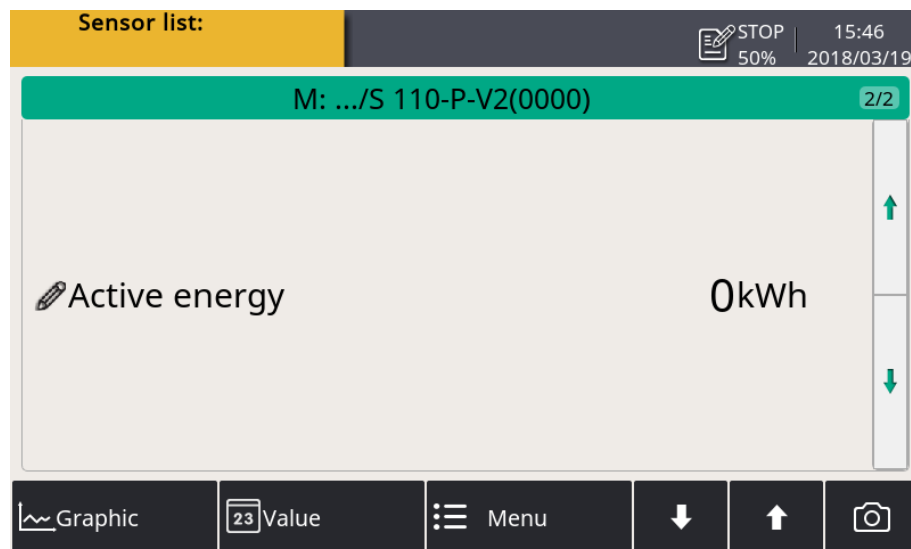 Sensor list:
STOP 15:46
50% 2018/03/19
M: .../S 110-P-V2(0000) 2/2
Active energy 0kWh
Graphic 23 Value Menu